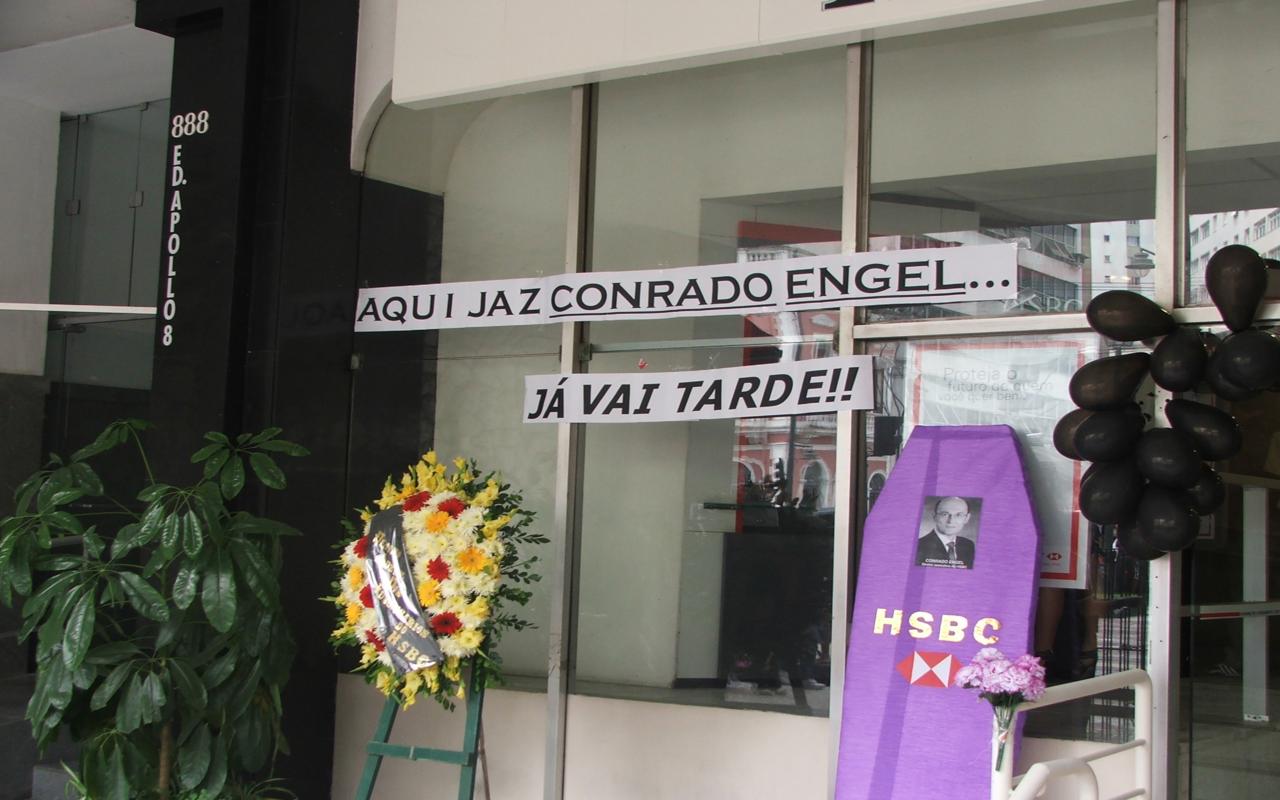 888
ED. APOLLO 8
AQUI JAZ CONRADO ENGEL...
JÁ VAI TARDE!!
Proteja o
futuro de quem
você quer bem...
CONRADO ENGEL
HSBC
HSBC